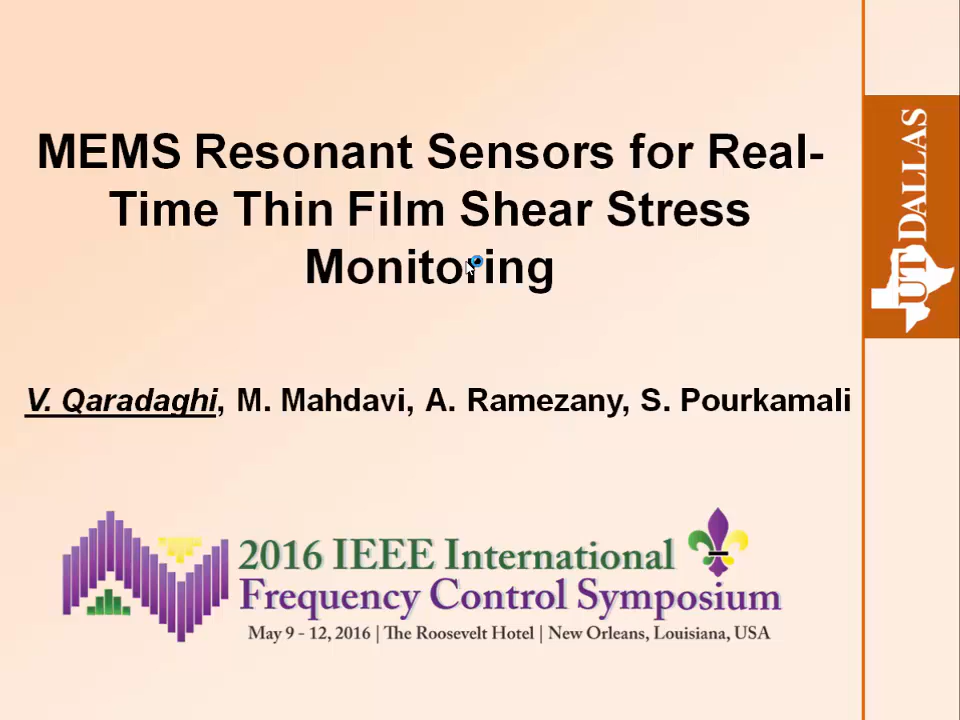 MEMS Resonant Sensors for Real-
Time Thin Film Shear Stress
Monitoring
UT DALLAS
V. Qaradaghi, M. Mahdavi, A. Ramezany, S. Pourkamali
2016 IEEE International
Frequency Control Symposium
May 9 - 12, 2016 | The Roosevelt Hotel | New Orleans, Louisiana, USA